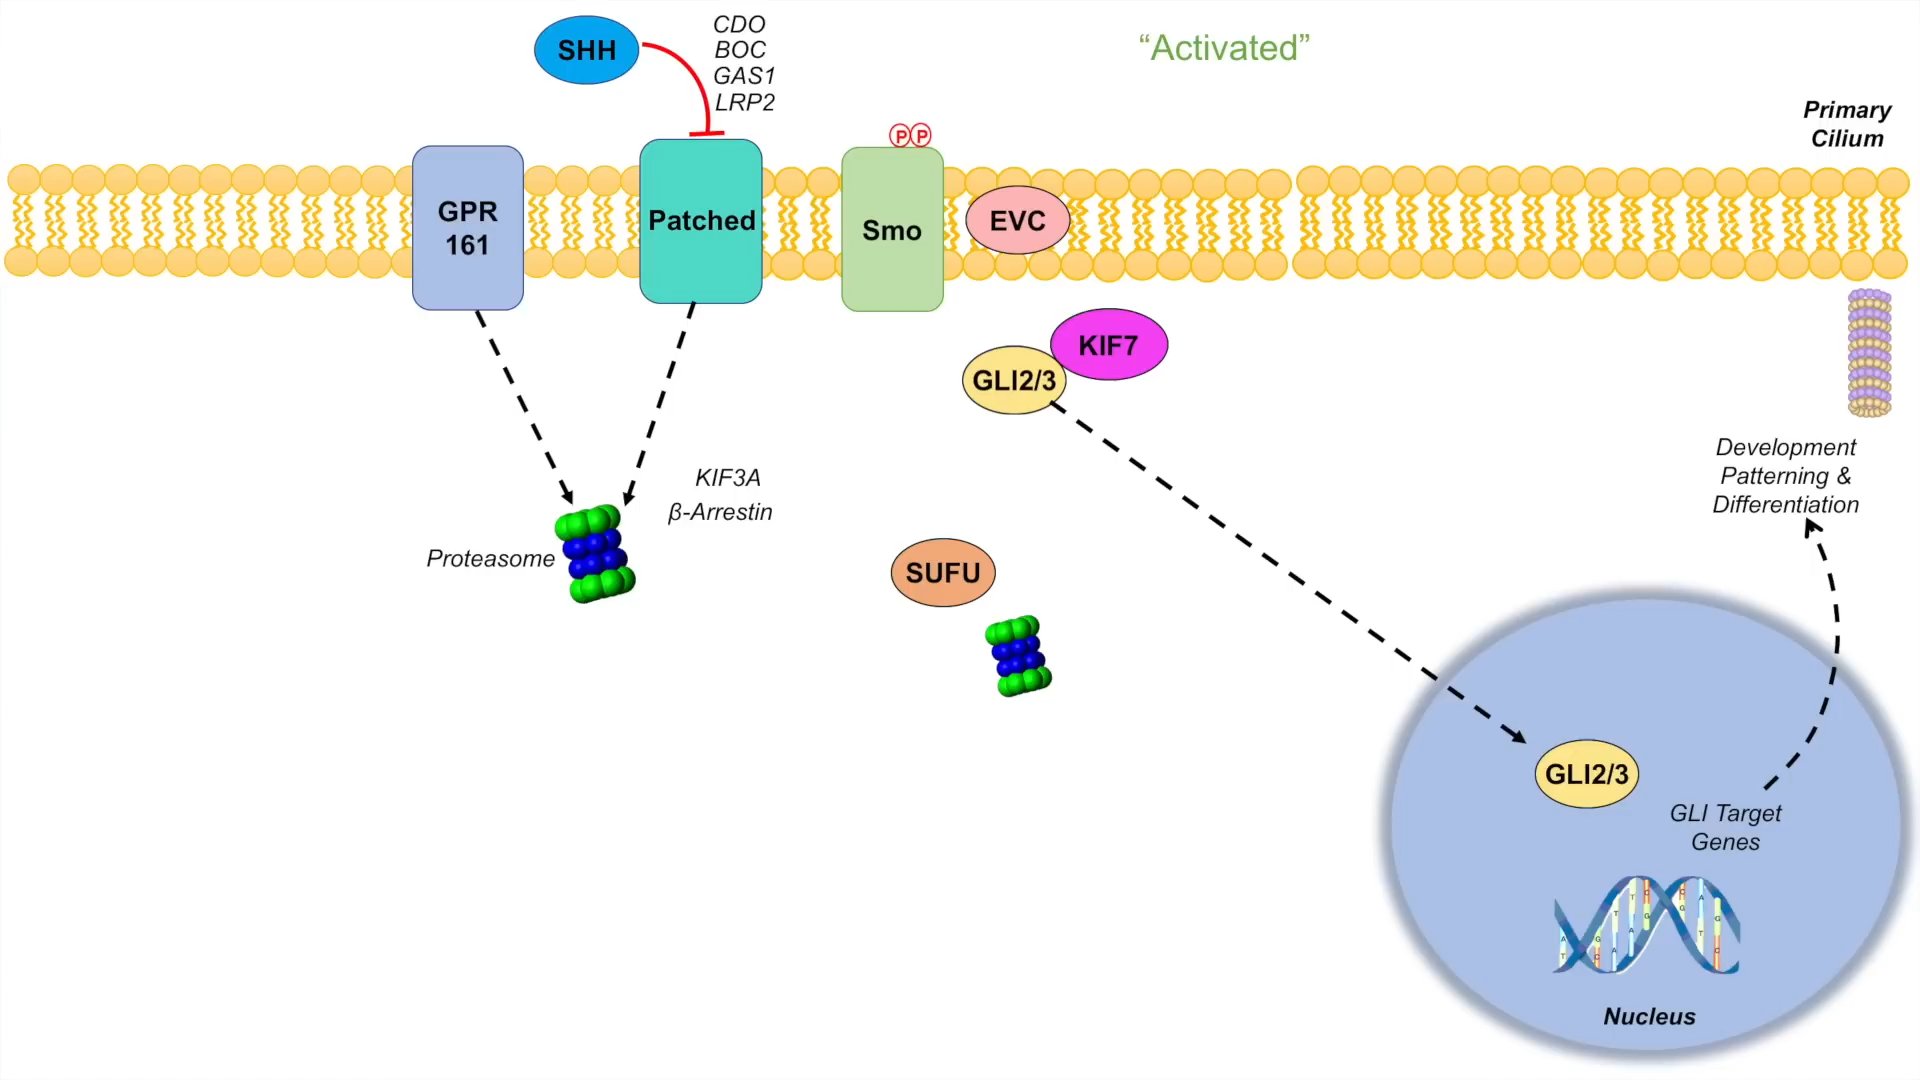 SHH
CDO
BOC
GAS1
LRP2
“Activated”
Primary
Cilium
P P
GPR
161
Patched
Smo
EVC
KIF7
GLI2/3
KIF3A
β-Arrestin
Proteasome
SUFU
Development
Patterning &
Differentiation
GLI2/3
GLI Target
Genes
Nucleus